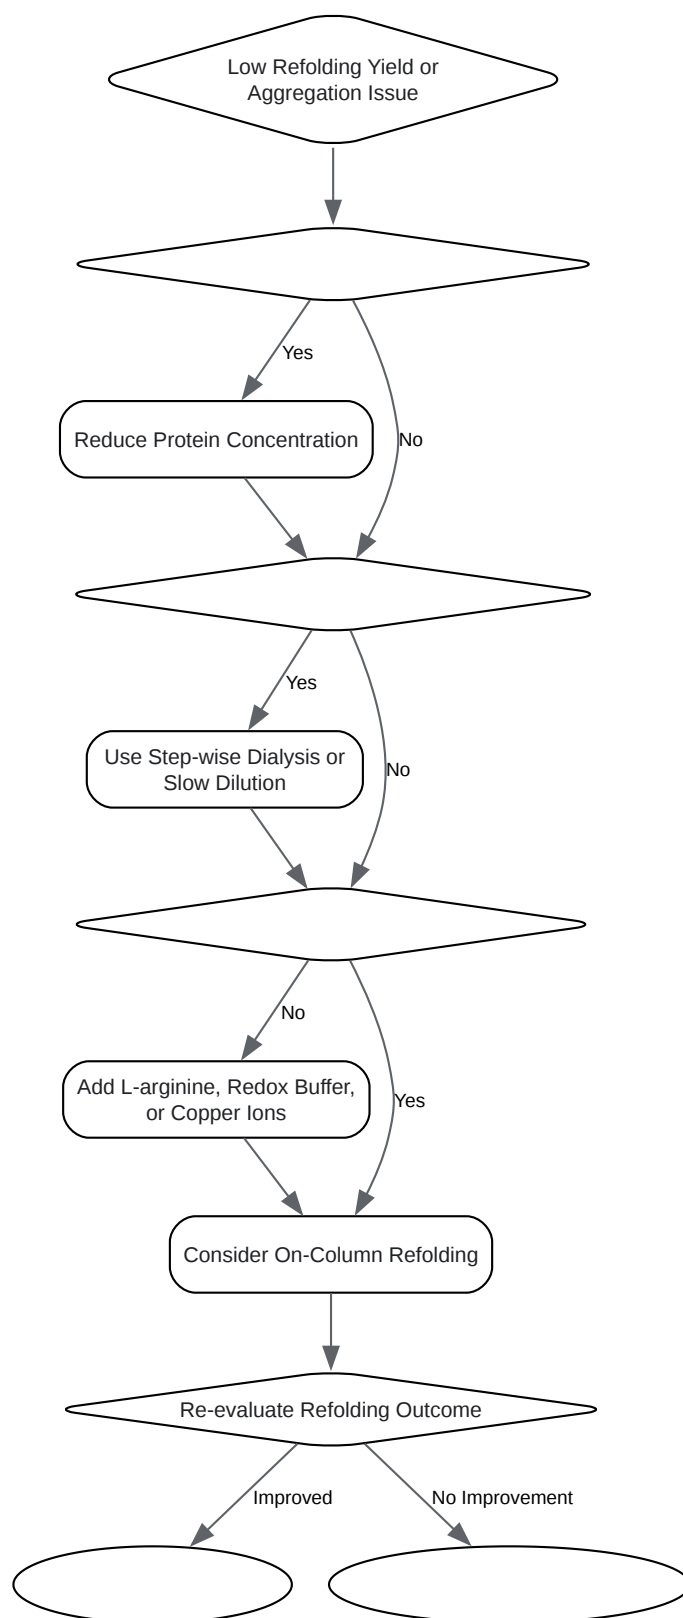 Low Refolding Yield or
Aggregation Issue
Yes
Reduce Protein Concentration
No
Yes
Use Step-wise Dialysis or
Slow Dilution
No
No
Add L-arginine, Redox Buffer,
or Copper Ions
Yes
Consider On-Column Refolding
Re-evaluate Refolding Outcome
Improved
No Improvement